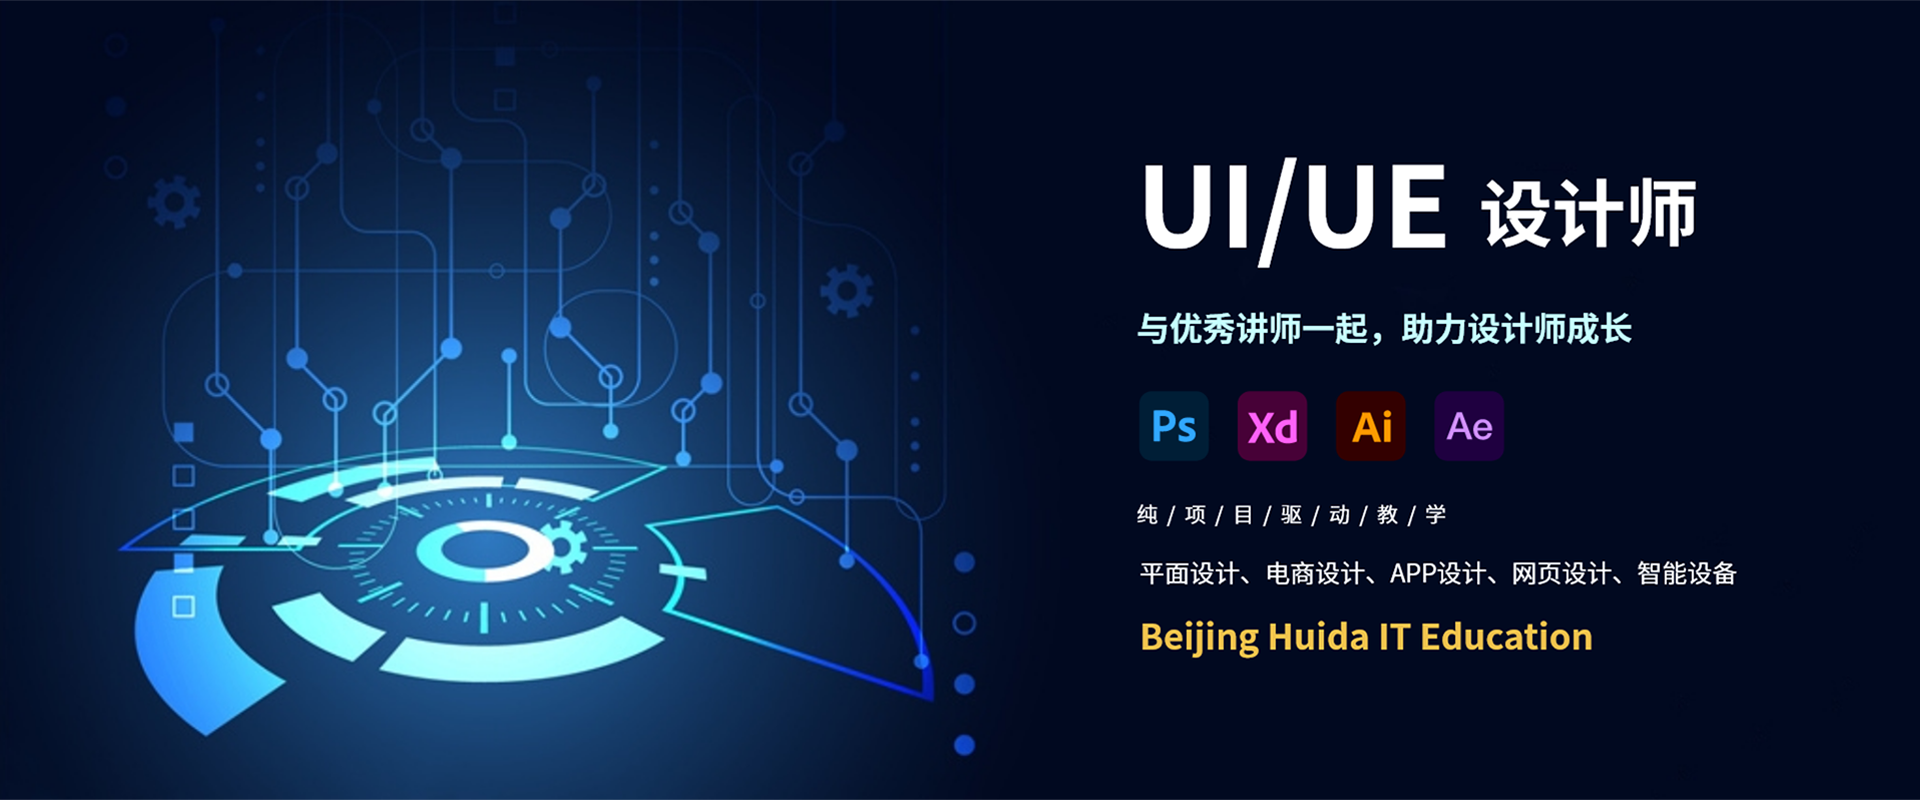 UI/UE 设计师
与优秀讲师一起，助力设计师成长
Ps Xd Ai Ae
纯 / 项 / 目 / 驱 / 动 / 教 / 学
平面设计、电商设计、APP设计、网页设计、智能设备
Beijing Huida IT Education